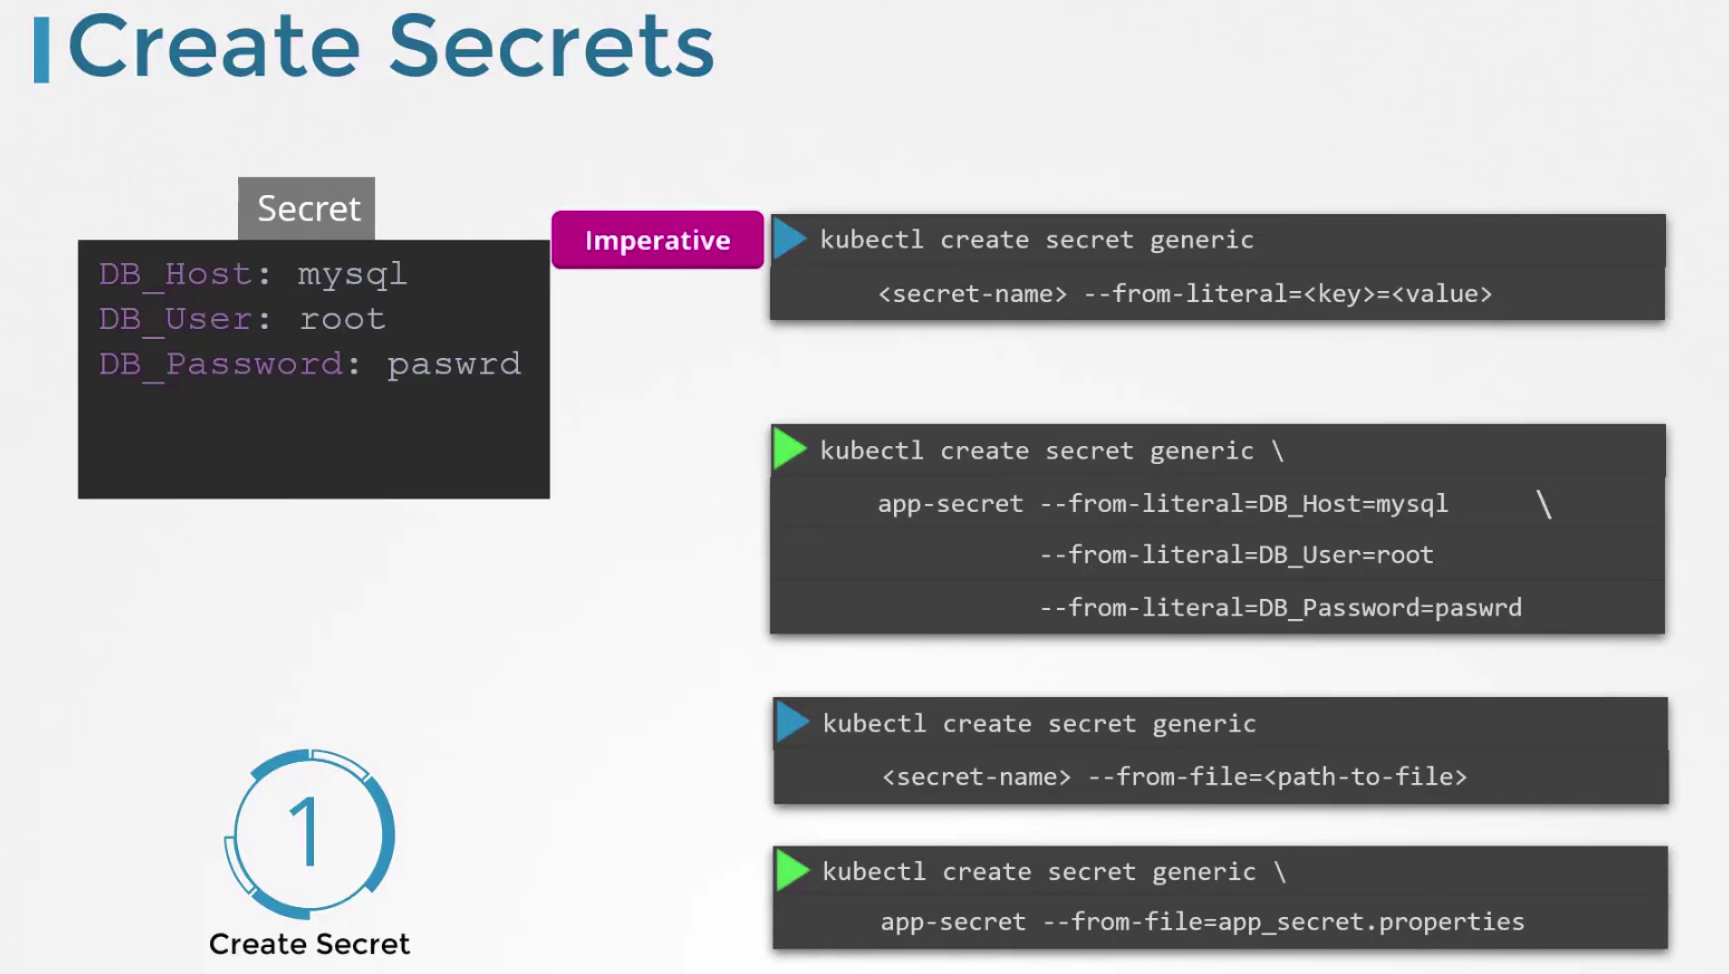 Create Secrets
Secret
DB_Host: mysql
DB_User: root
DB_Password: paswrd
Imperative
kubectl create secret generic
<secret-name> --from-literal=<key>=<value>
kubectl create secret generic \
app-secret --from-literal=DB_Host=mysql \
--from-literal=DB_User=root
--from-literal=DB_Password=paswrd
kubectl create secret generic
<secret-name> --from-file=<path-to-file>
kubectl create secret generic \
app-secret --from-file=app_secret.properties
1
Create Secret